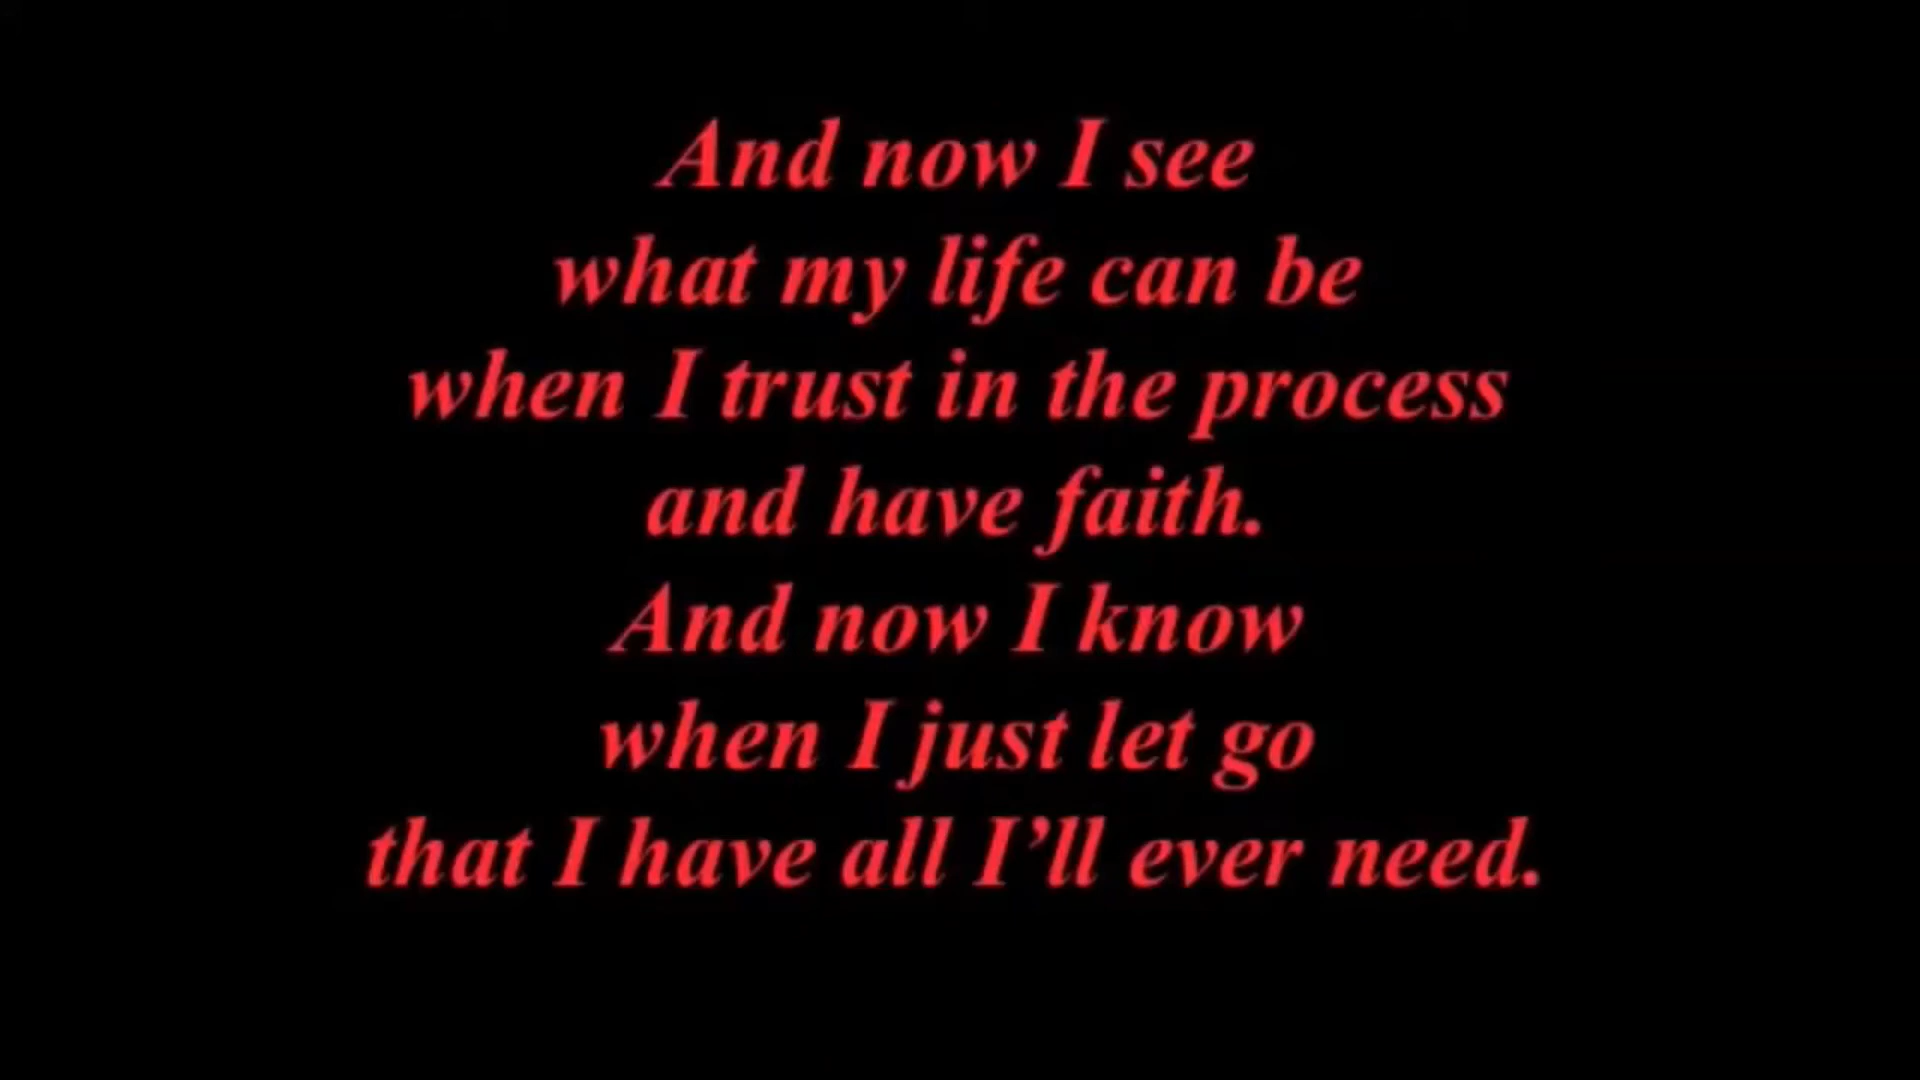 And now I see
what my life can be
when I trust in the process
and have faith.
And now I know
when I just let go
that I have all I’ll ever need.